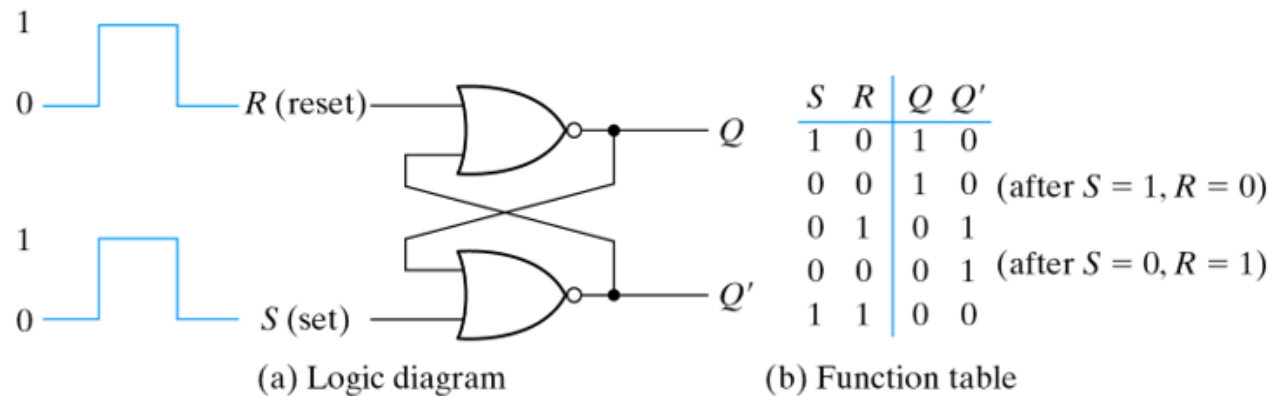 1
0
R (reset)
Q
1
0
S (set)
Q'
(a) Logic diagram
S R Q Q'
1 0 1 0
0 0 1 0 (after S = 1, R = 0)
0 1 0 1
0 0 0 1 (after S = 0, R = 1)
1 1 0 0
(b) Function table